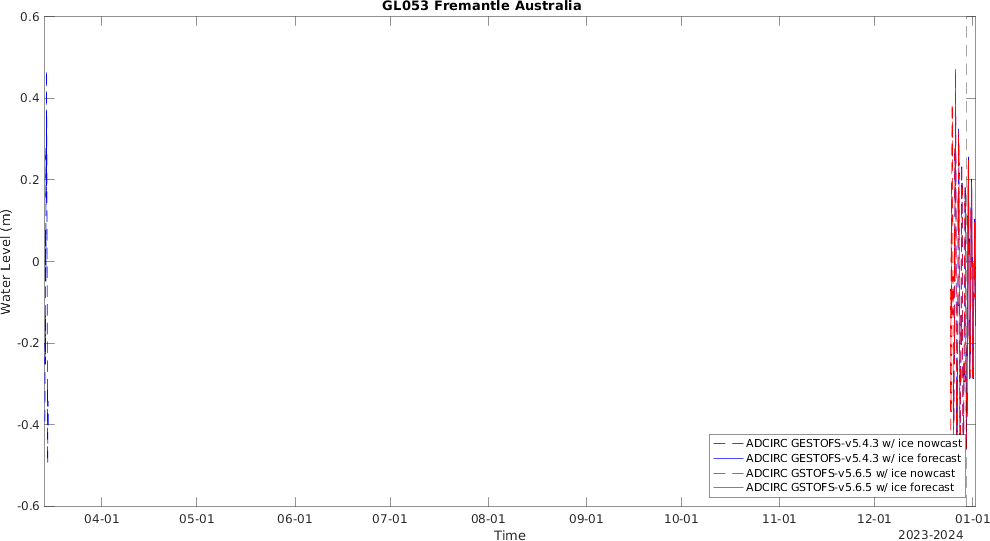 GL053 Fremantle Australia
0.6
0.4
0.2
0
-0.2
-0.4
-0.6
Water Level (m)
ADCIRC GESTOFS-v5.4.3 w/ ice nowcast
ADCIRC GESTOFS-v5.4.3 w/ ice forecast
ADCIRC GSTOFS-v5.6.5 w/ ice nowcast
ADCIRC GSTOFS-v5.6.5 w/ ice forecast
04-01 05-01 06-01 07-01 08-01 09-01 10-01 11-01 12-01 01-01
Time
2023-2024